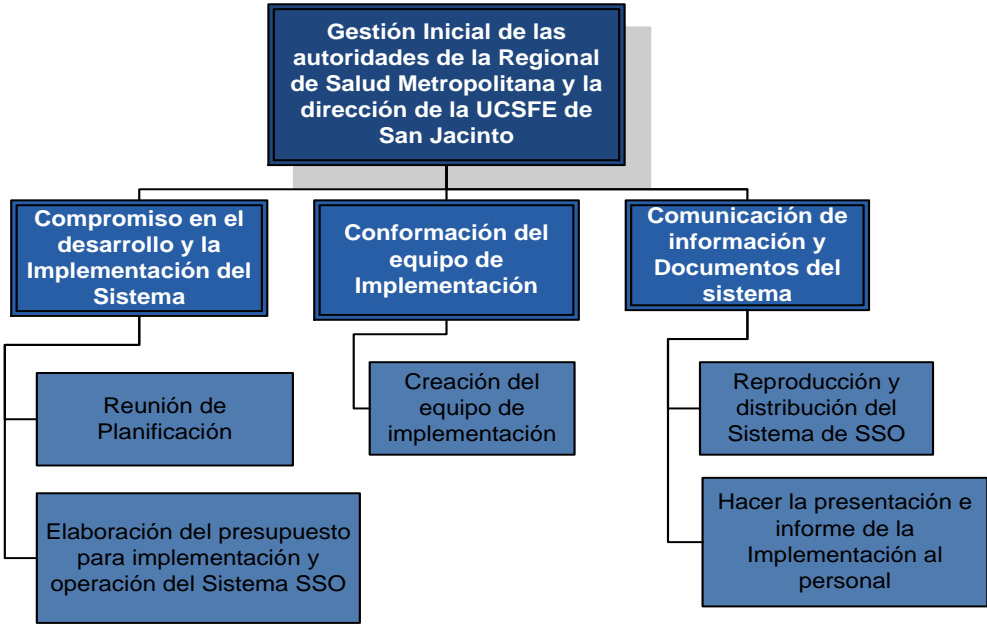 Gestión Inicial de las
autoridades de la Regional
de Salud Metropolitana y la
dirección de la UCSFE de
San Jacinto
Compromiso en el
desarrollo y la
Implementación del
Sistema
Conformación del
equipo de
Implementación
Comunicación de
información y
Documentos del
sistema
Reunión de
Planificación
Elaboración del presupuesto
para implementación y
operación del Sistema SSO
Creación del
equipo de
implementación
Reproducción y
distribución del
Sistema de SSO
Hacer la presentación e
informe de la
Implementación al
personal